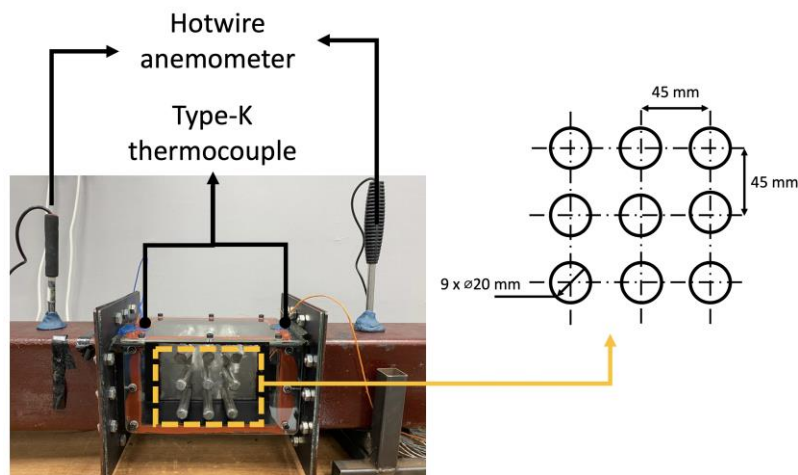 Hotwire
anemometer
Type-K
thermocouple
45 mm
45 mm
9 x ⌀20 mm